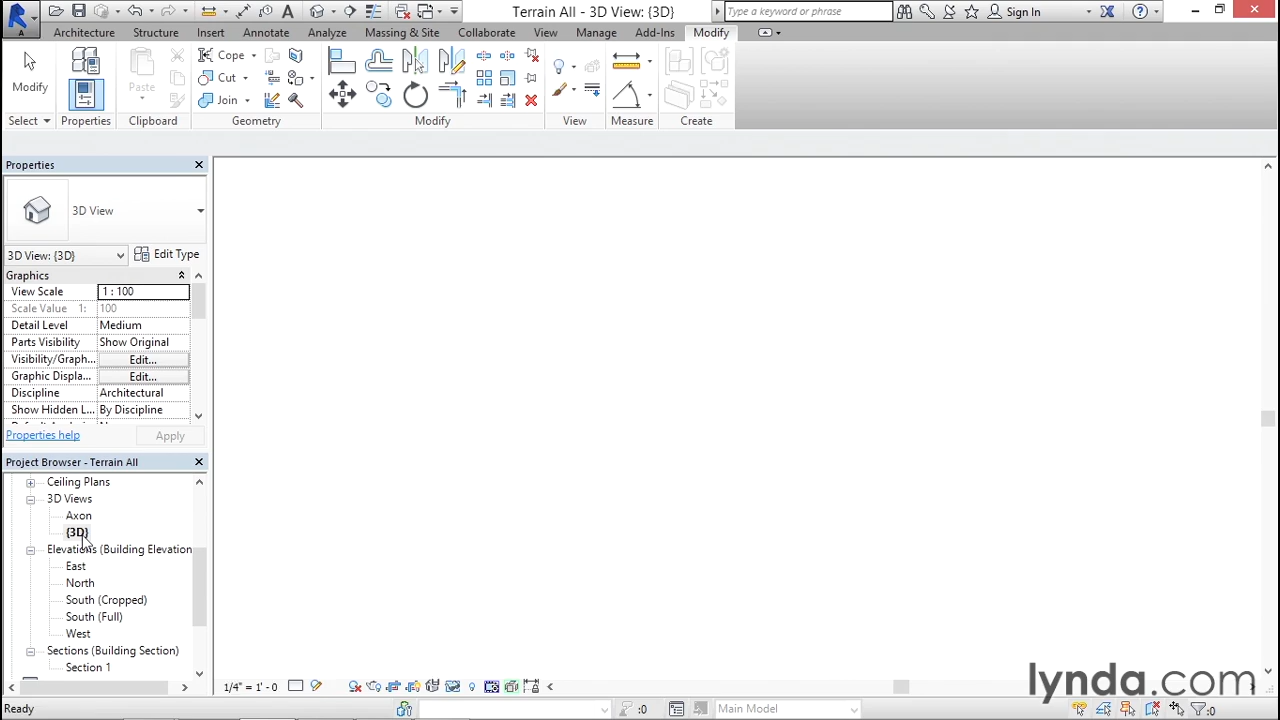 Terrain All - 3D View: {3D}
Type a keyword or phrase
Sign In
Architecture
Structure
Insert
Annotate
Analyze
Massing & Site
Collaborate
View
Manage
Add-Ins
Modify
Modify
Paste
Cope
Cut
Join
Select
Properties
Clipboard
Geometry
Modify
View
Measure
Create
Properties
3D View
3D View: {3D}
Edit Type
Graphics
View Scale
1 : 100
Scale Value 1:
100
Detail Level
Medium
Parts Visibility
Show Original
Visibility/Graph...
Edit...
Graphic Displa...
Edit...
Discipline
Architectural
Show Hidden L...
By Discipline
Properties help
Apply
Project Browser - Terrain All
Ceiling Plans
3D Views
Axon
{3D}
Elevations (Building Elevation
East
North
South (Cropped)
South (Full)
West
Sections (Building Section)
Section 1
1/4" = 1'- 0"
lynda.com
Ready
:0
Main Model
:0